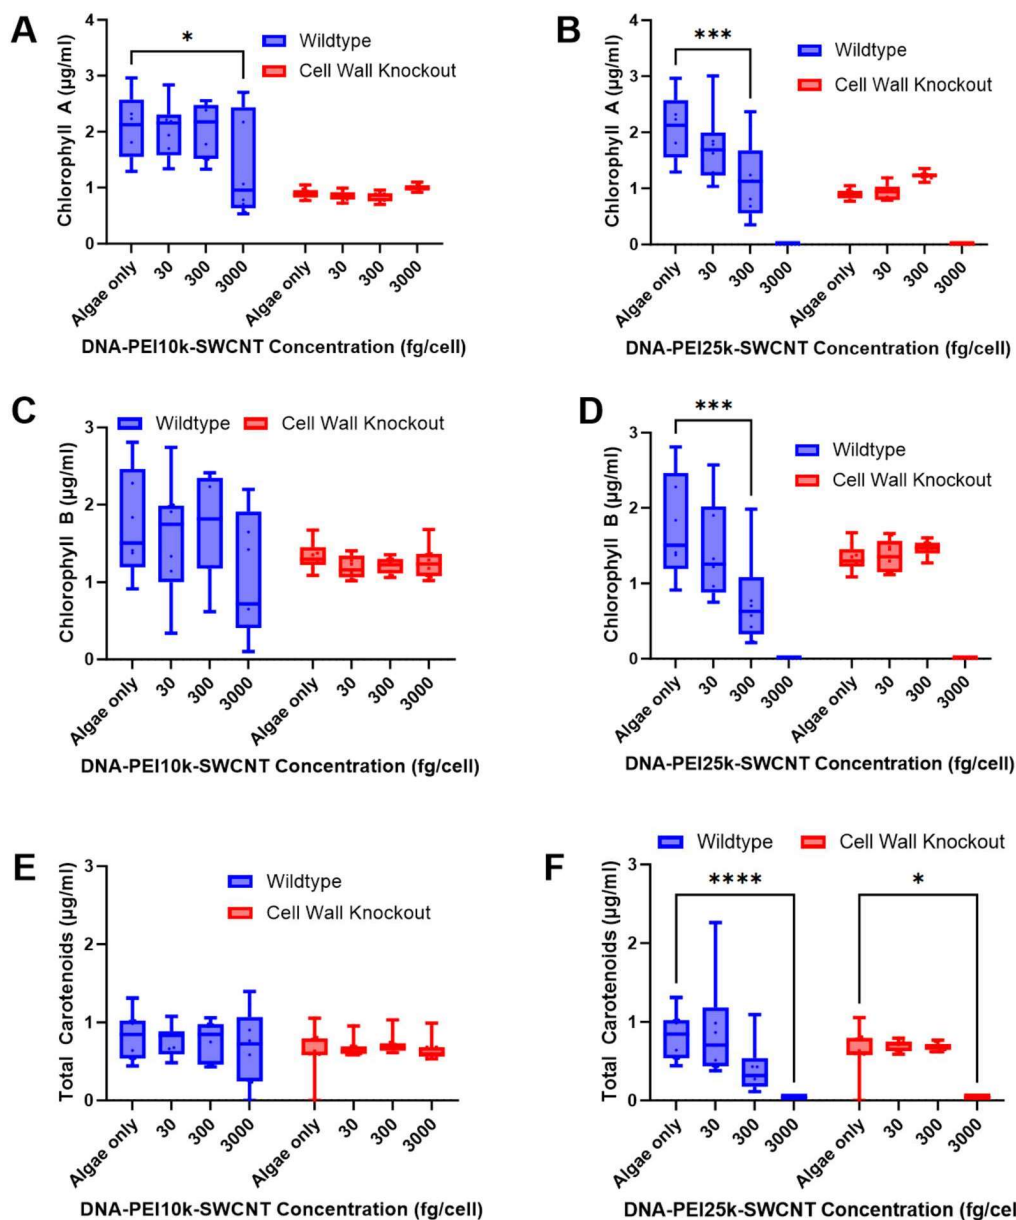 A
Chlorophyll A (µg/ml)
4
3
2
1
0
*
Wildtype
Cell Wall Knockout
Algae only
30
300
3000
Algae only
30
300
3000
DNA-PEI10k-SWCNT Concentration (fg/cell)
B
Chlorophyll A (µg/ml)
4
3
2
1
0
***
Wildtype
Cell Wall Knockout
Algae only
30
300
3000
Algae only
30
300
3000
DNA-PEI25k-SWCNT Concentration (fg/cell)
C
Chlorophyll B (µg/ml)
3
2
1
0
Wildtype
Cell Wall Knockout
Algae only
30
300
3000
Algae only
30
300
3000
DNA-PEI10k-SWCNT Concentration (fg/cell)
D
Chlorophyll B (µg/ml)
3
2
1
0
***
Wildtype
Cell Wall Knockout
Algae only
30
300
3000
Algae only
30
300
3000
DNA-PEI25k-SWCNT Concentration (fg/cell)
E
Total Carotenoids (µg/ml)
3
2
1
0
Wildtype
Cell Wall Knockout
Algae only
30
300
3000
Algae only
30
300
3000
DNA-PEI10k-SWCNT Concentration (fg/cell)
F
Total Carotenoids (µg/ml)
3
2
1
0
Wildtype
Cell Wall Knockout
****
*
Algae only
30
300
3000
Algae only
30
300
3000
DNA-PEI25k-SWCNT Concentration (fg/cel